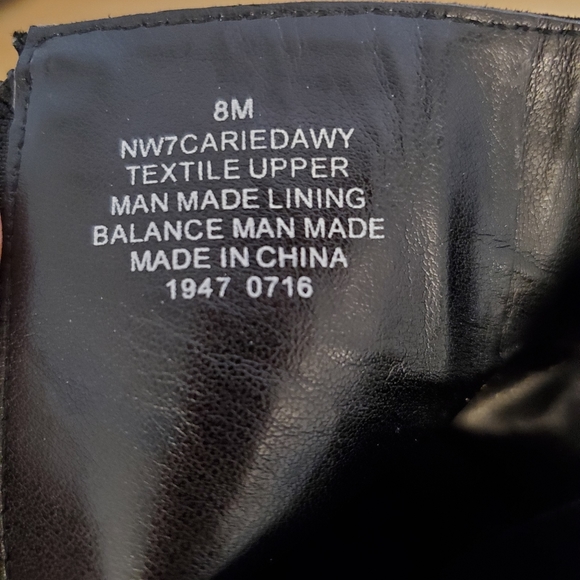 8M
NW7CARIEDAWY
TEXTILE UPPER
MAN MADE LINING
BALANCE MAN MADE
MADE IN CHINA
1947 0716